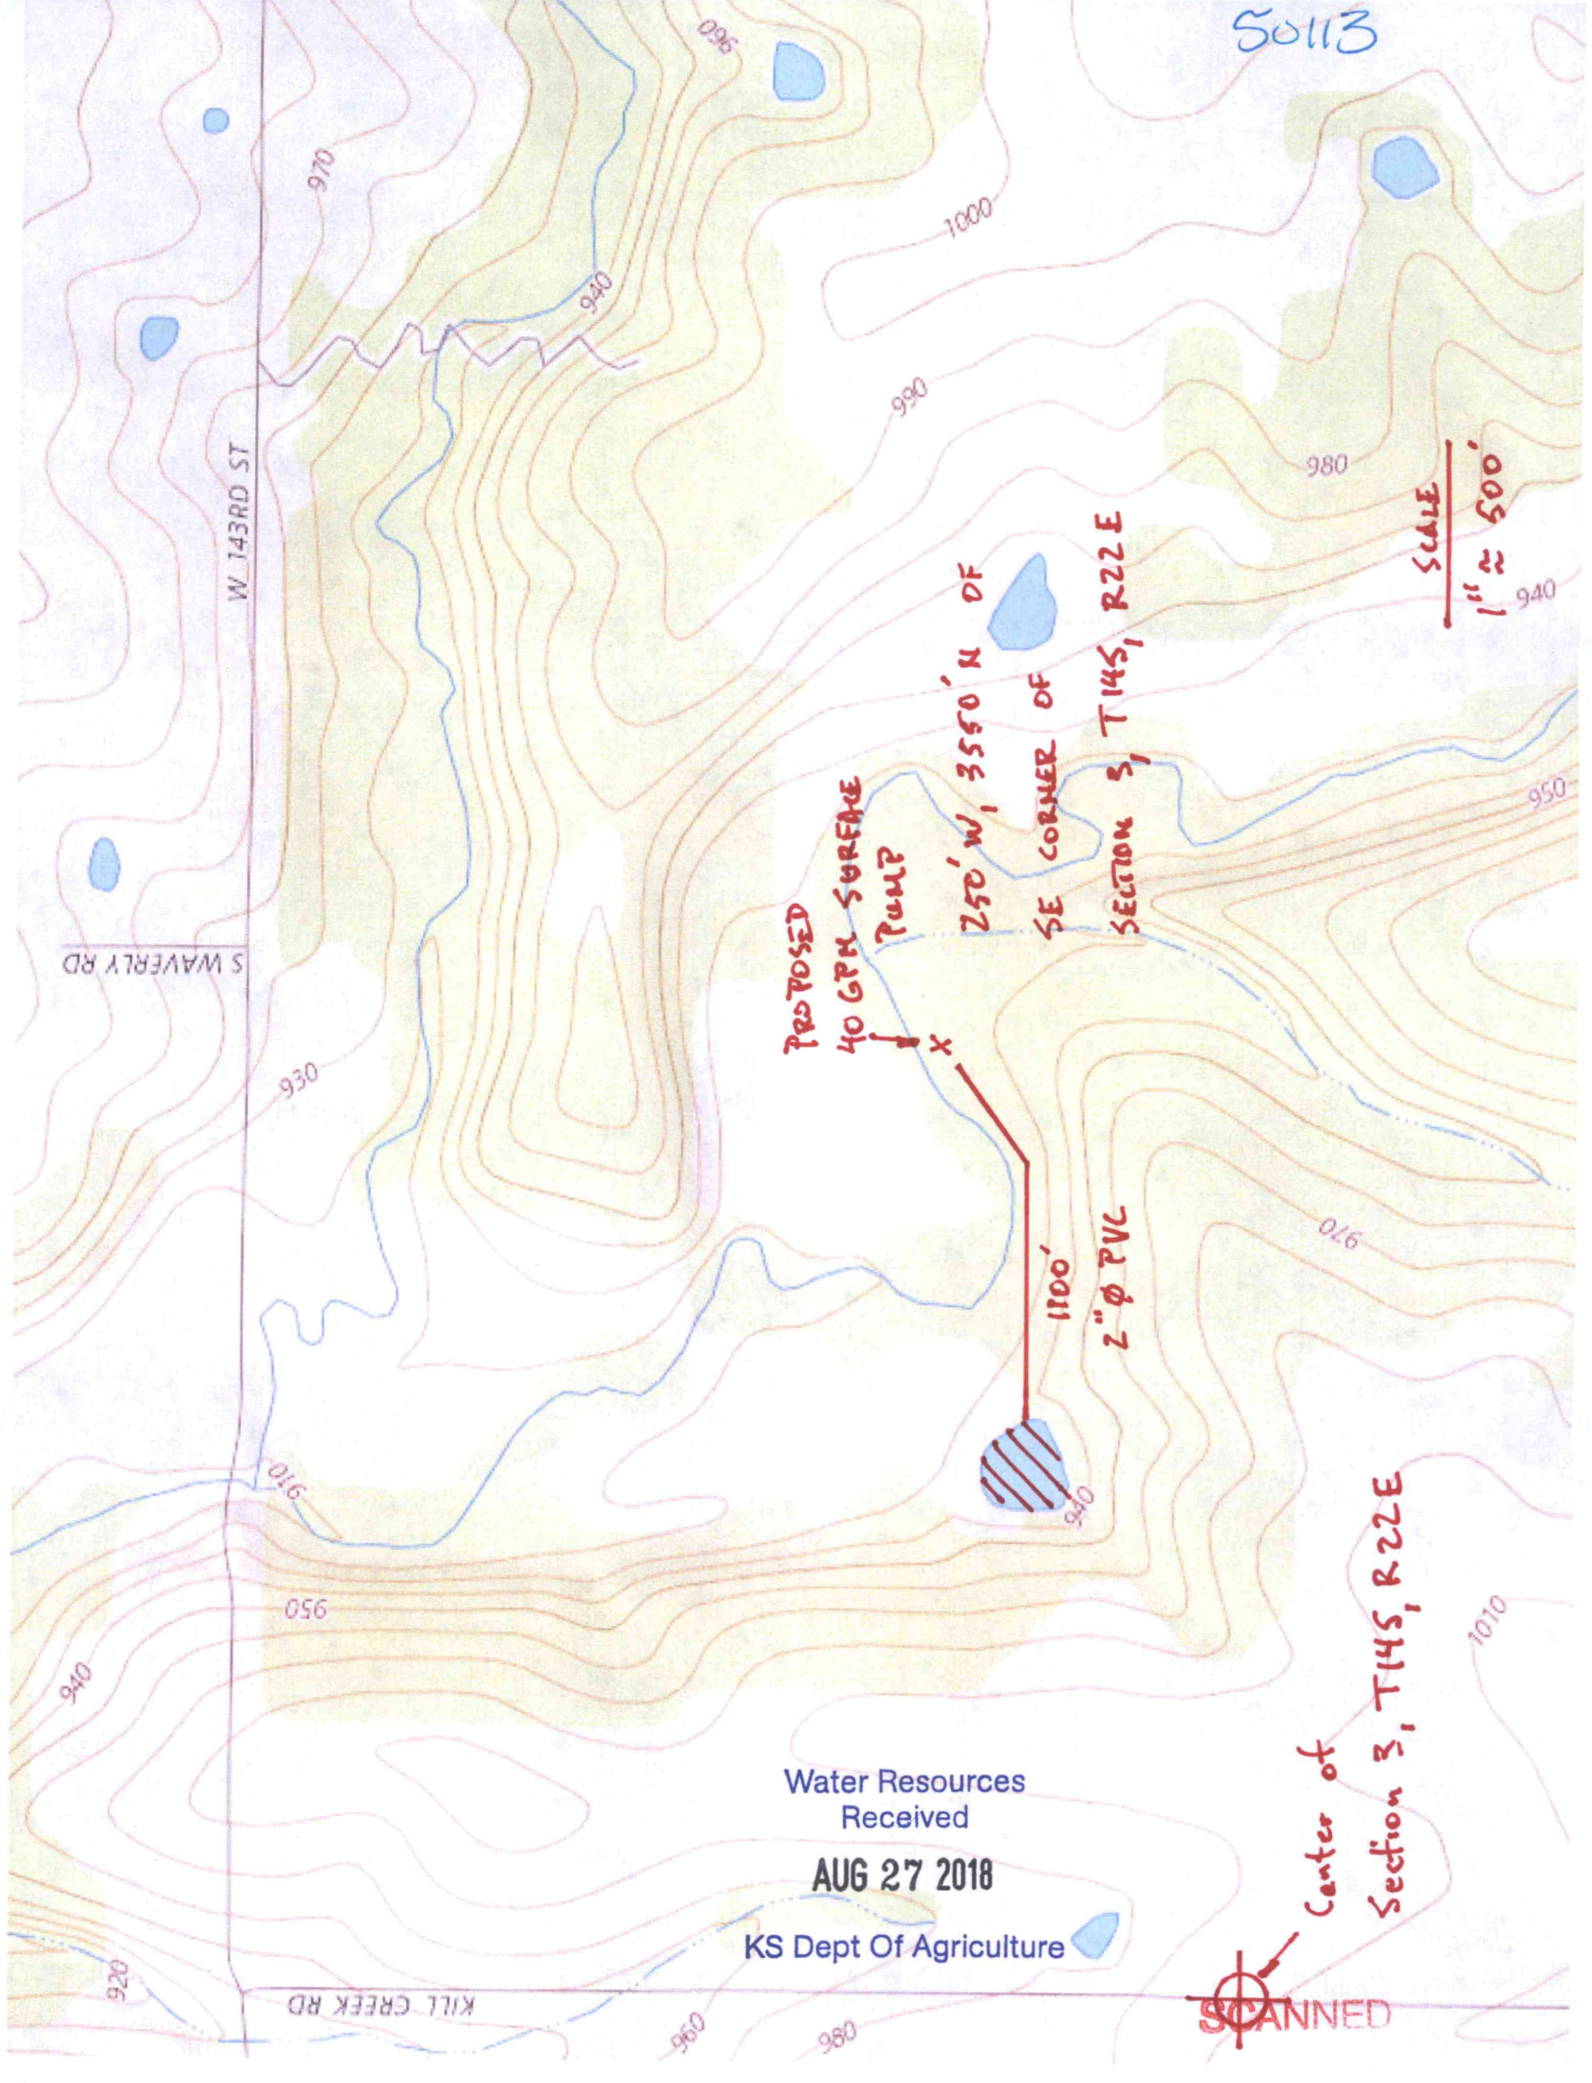 50113
960
970
940
1000
W 143RD ST
990
980
SCALE
1" ≈ 500'
940
PROPOSED
40 GPM SURFACE
PUMP
250' W, 3550' N OF
SE CORNER OF
SECTION 3, T14S, R22E
X
S WAVERLY RD
930
950
970
1100'
2" ϕ PVC
910
940
950
940
1010
Center of
Section 3, T14S, R22E
Water Resources
Received
AUG 27 2018
KS Dept Of Agriculture
920
KILL CREEK RD
960
980
SCANNED